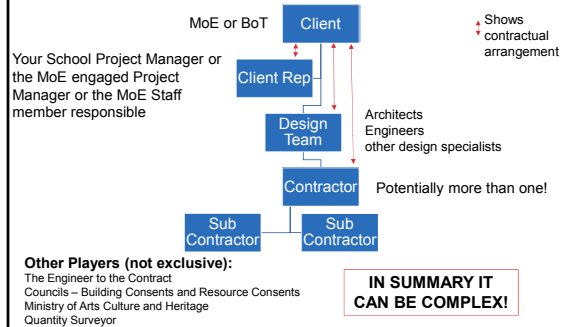 MoE or BoT
Client
Shows
contractual
arrangement
Your School Project Manager or
the MoE engaged Project
Manager or the MoE Staff
member responsible
Client Rep
Design
Team
Architects
Engineers
other design specialists
Contractor
Potentially more than one!
Sub
Contractor
Sub
Contractor
Other Players (not exclusive):
The Engineer to the Contract
Councils – Building Consents and Resource Consents
Ministry of Arts Culture and Heritage
Quantity Surveyor
IN SUMMARY IT
CAN BE COMPLEX!